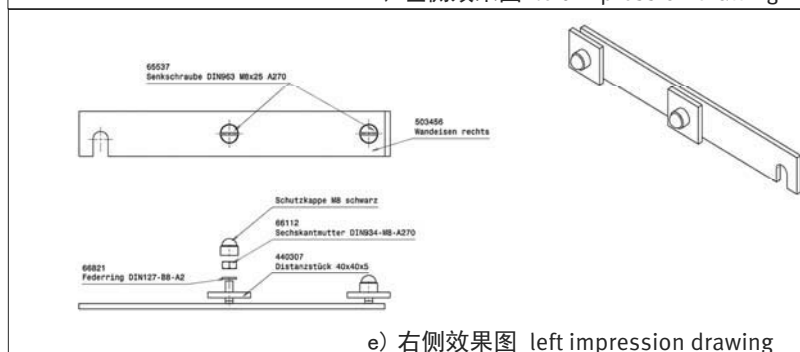 65537
Senkschraube DIN963 M8x25 A270
503456
Wandeisen rechts
Schutzkappe M8 schwarz
66112
Sechskantmutter DIN934-M8-A270
440307
Distanzstück 40x40x5
66821
Federring DIN127-B8-A2
e) 右侧效果图 left impression drawing